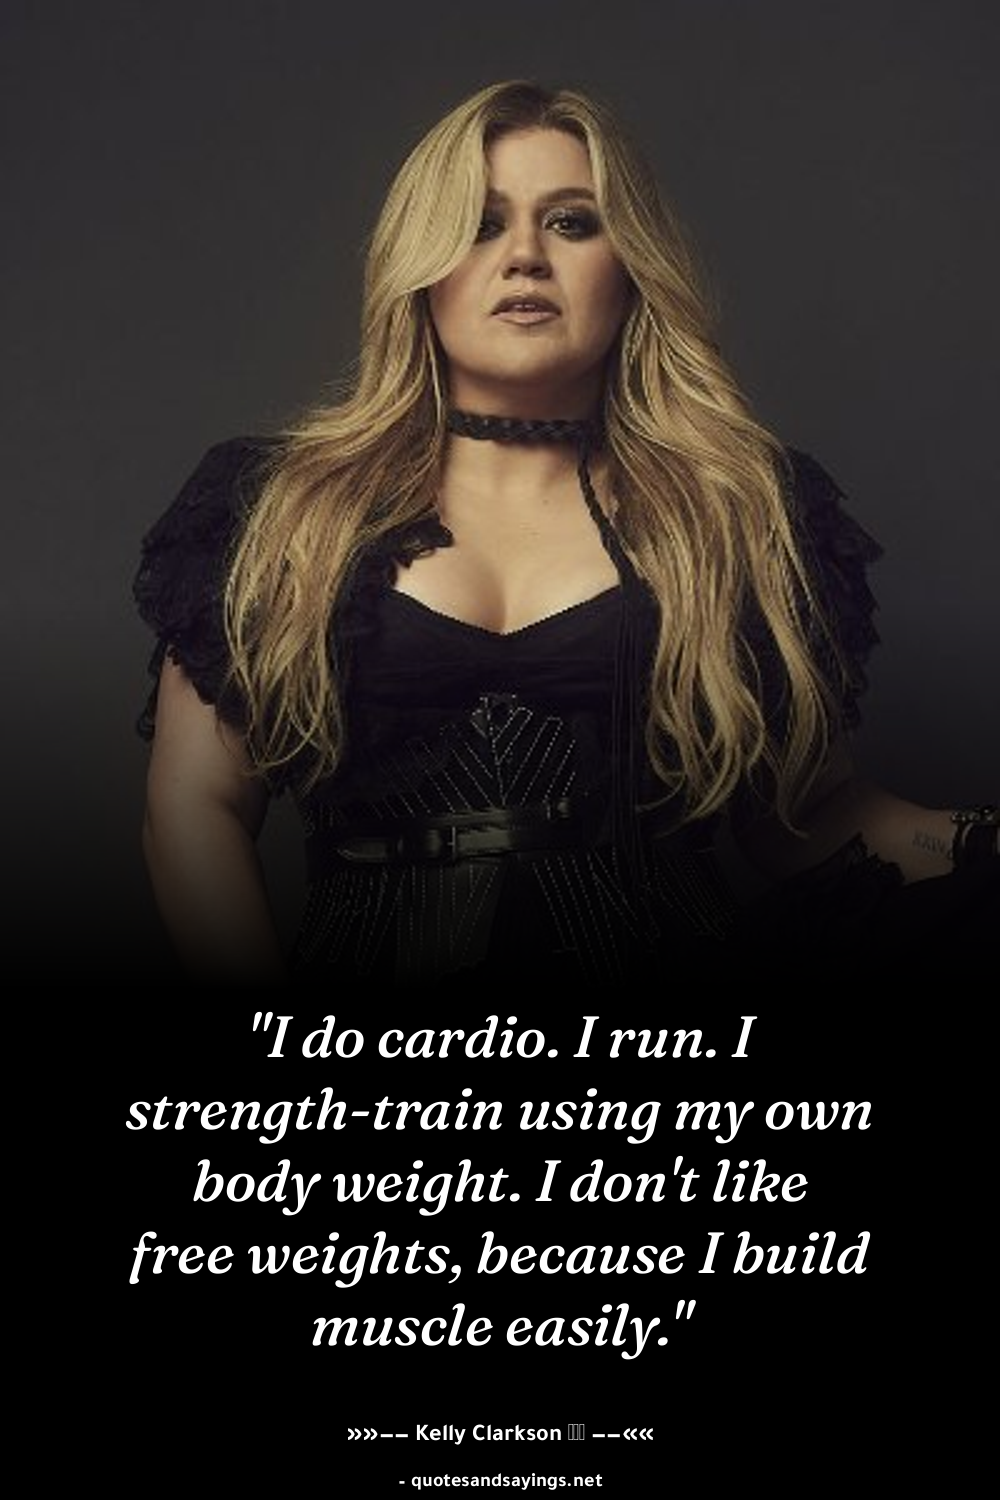 "I do cardio. I run. I
strength-train using my own
body weight. I don't like
free weights, because I build
muscle easily."
»»–– Kelly Clarkson ––««
- quotesandsayings.net